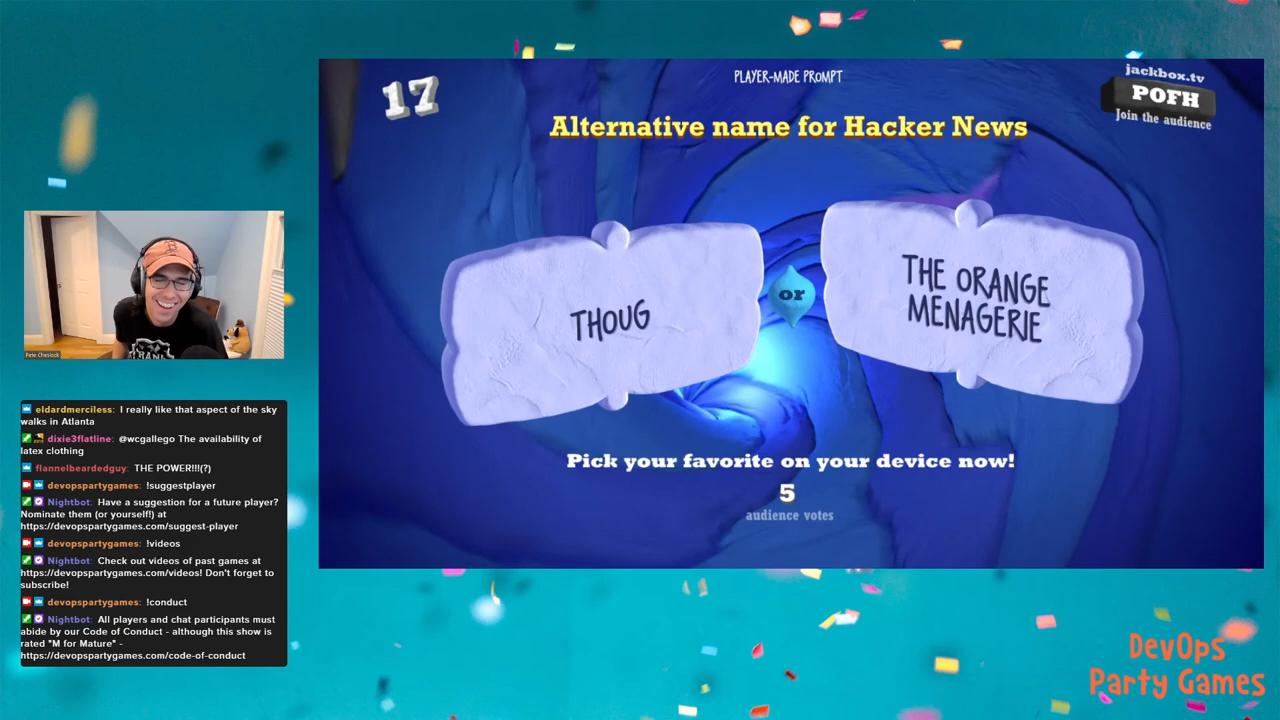 17
PLAYER-MADE PROMPT
Alternative name for Hacker News
jackbox.tv
POFH
Join the audience
THOUG
or
THE ORANGE
MENAGERIE
Pick your favorite on your device now!
5
audience votes
Pete Cheslock
eldardmerciless: I really like that aspect of the sky
walks in Atlanta
dixie3flatline: @wcgallego The availability of
latex clothing
flannelbeardedguy: THE POWER!!!(?)
devopspartygames: !suggestplayer
Nightbot: Have a suggestion for a future player?
Nominate them (or yourself!) at
https://devopspartygames.com/suggest-player
devopspartygames: !videos
Nightbot: Check out videos of past games at
https://devopspartygames.com/videos! Don't forget to
subscribe!
devopspartygames: !conduct
Nightbot: All players and chat participants must
abide by our Code of Conduct - although this show is
rated "M for Mature" -
https://devopspartygames.com/code-of-conduct
DevOps
Party Games